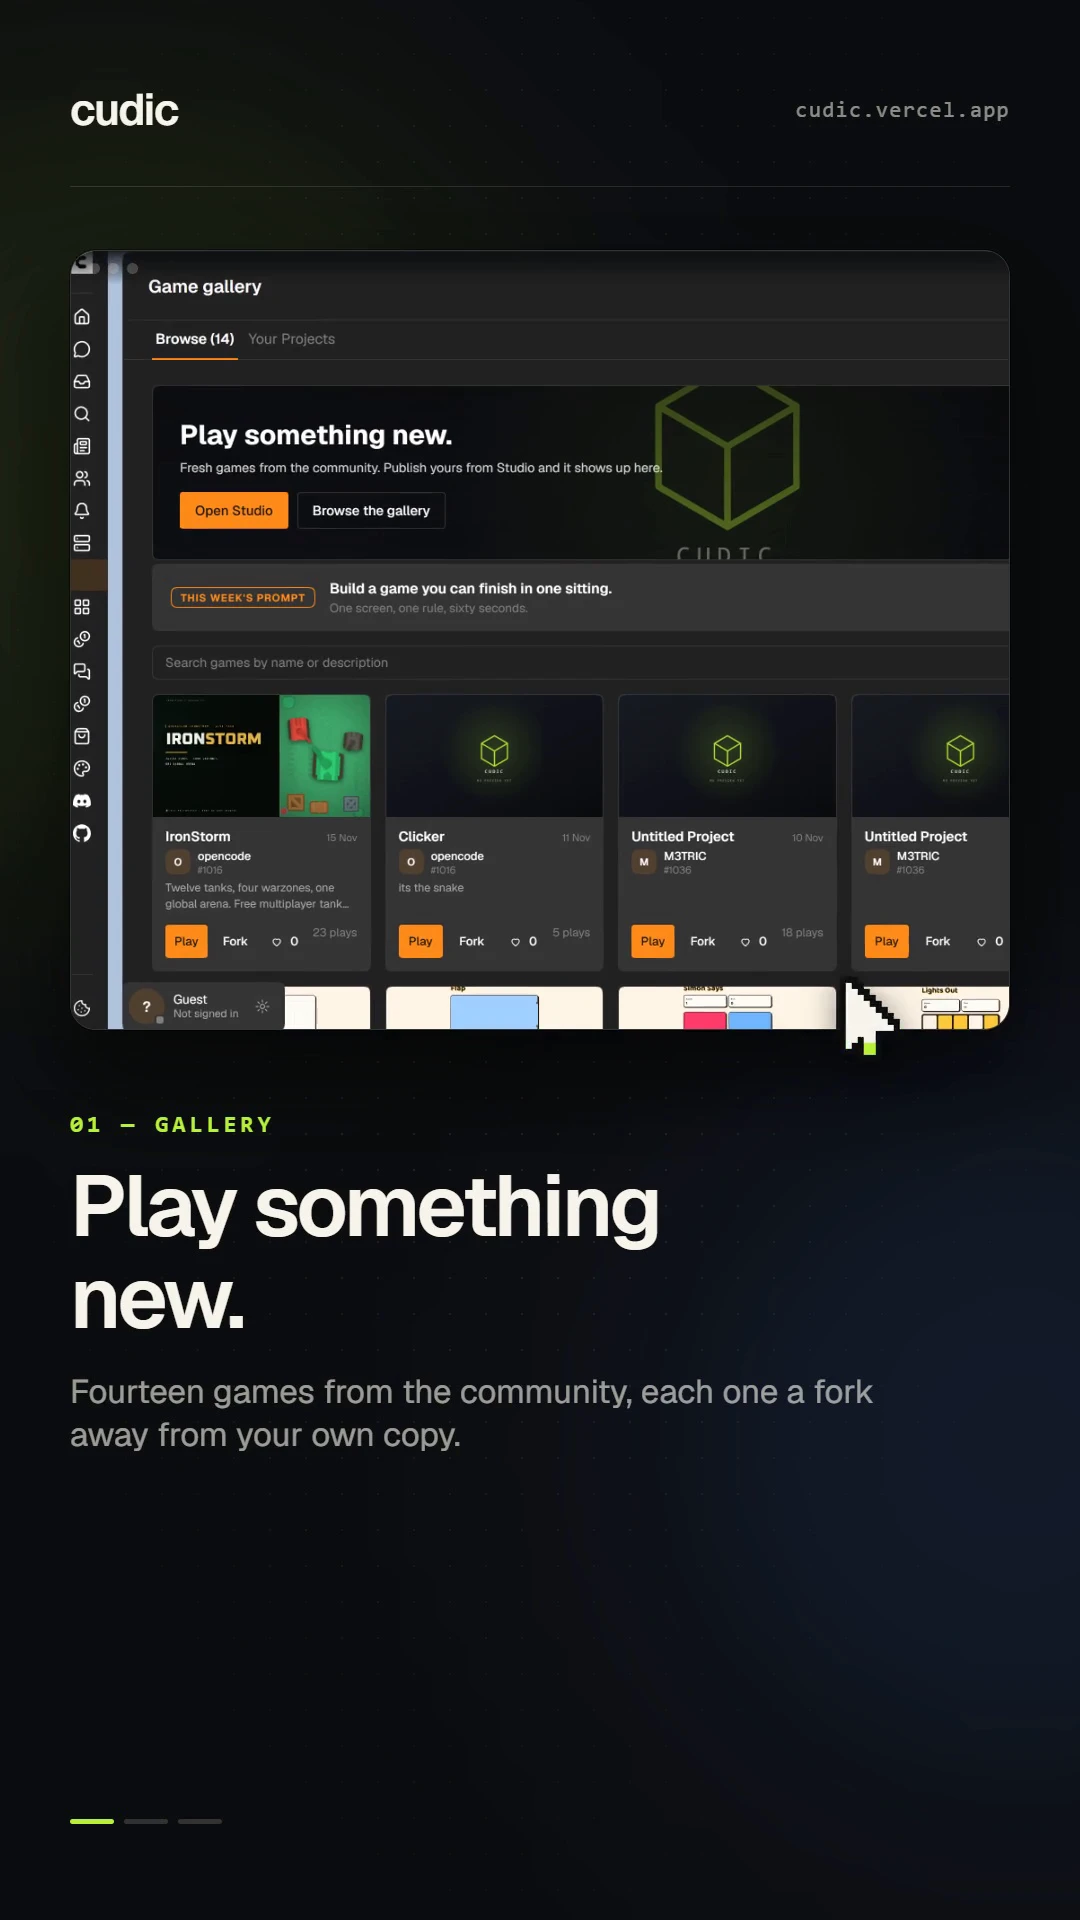 cudic
cudic.vercel.app
Game gallery
Browse (14) Your Projects
Play something new.
Fresh games from the community. Publish yours from Studio and it shows up here.
Open Studio Browse the gallery
CUDIC
THIS WEEK'S PROMPT
Build a game you can finish in one sitting.
One screen, one rule, sixty seconds.
Search games by name or description
IRONSTORM
CUDIC
CUDIC
CUDIC
IronStorm 15 Nov
O opencode
#1016
Twelve tanks, four warzones, one
global arena. Free multiplayer tank...
Play Fork 0 23 plays
Clicker 11 Nov
O opencode
#1016
its the snake
Play Fork 0 5 plays
Untitled Project 10 Nov
M M3TRIC
#1036
Play Fork 0 18 plays
Untitled Project
M M3TRIC
#1036
Play Fork 0
? Guest
Not signed in
Flap
Simon Says
Lights Out
01 — GALLERY
Play something
new.
Fourteen games from the community, each one a fork
away from your own copy.